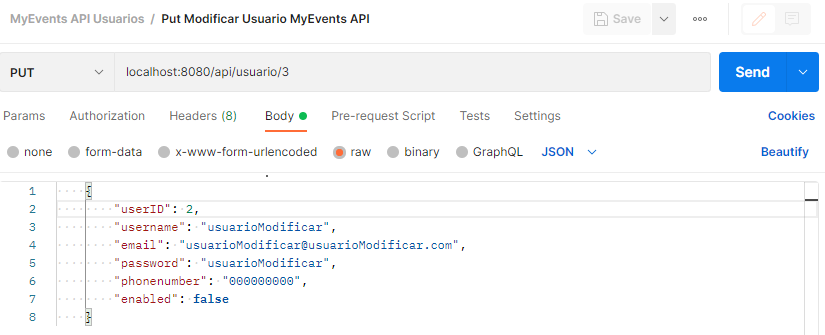 MyEvents API Usuarios / Put Modificar Usuario MyEvents API
Save
PUT localhost:8080/api/usuario/3 Send
Params Authorization Headers (8) Body Pre-request Script Tests Settings Cookies
none form-data x-www-form-urlencoded raw binary GraphQL JSON Beautify
1 {
2 "userID": 2,
3 "username": "usuarioModificar",
4 "email": "usuarioModificar@usuarioModificar.com",
5 "password": "usuarioModificar",
6 "phonenumber": "000000000",
7 "enabled": false
8 }